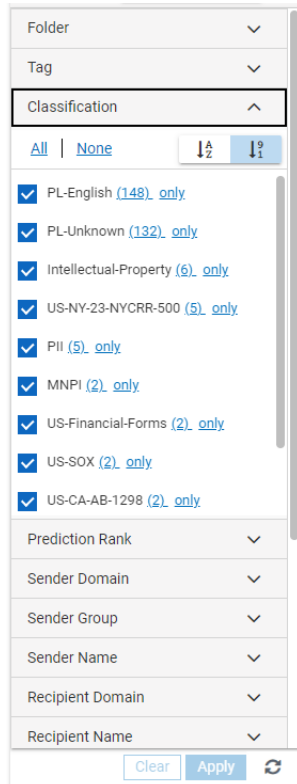 Folder
Tag
Classification
All | None
PL-English (148) only
PL-Unknown (132) only
Intellectual-Property (6) only
US-NY-23-NYCRR-500 (5) only
PII (5) only
MNPI (2) only
US-Financial-Forms (2) only
US-SOX (2) only
US-CA-AB-1298 (2) only
Prediction Rank
Sender Domain
Sender Group
Sender Name
Recipient Domain
Recipient Name
Clear Apply